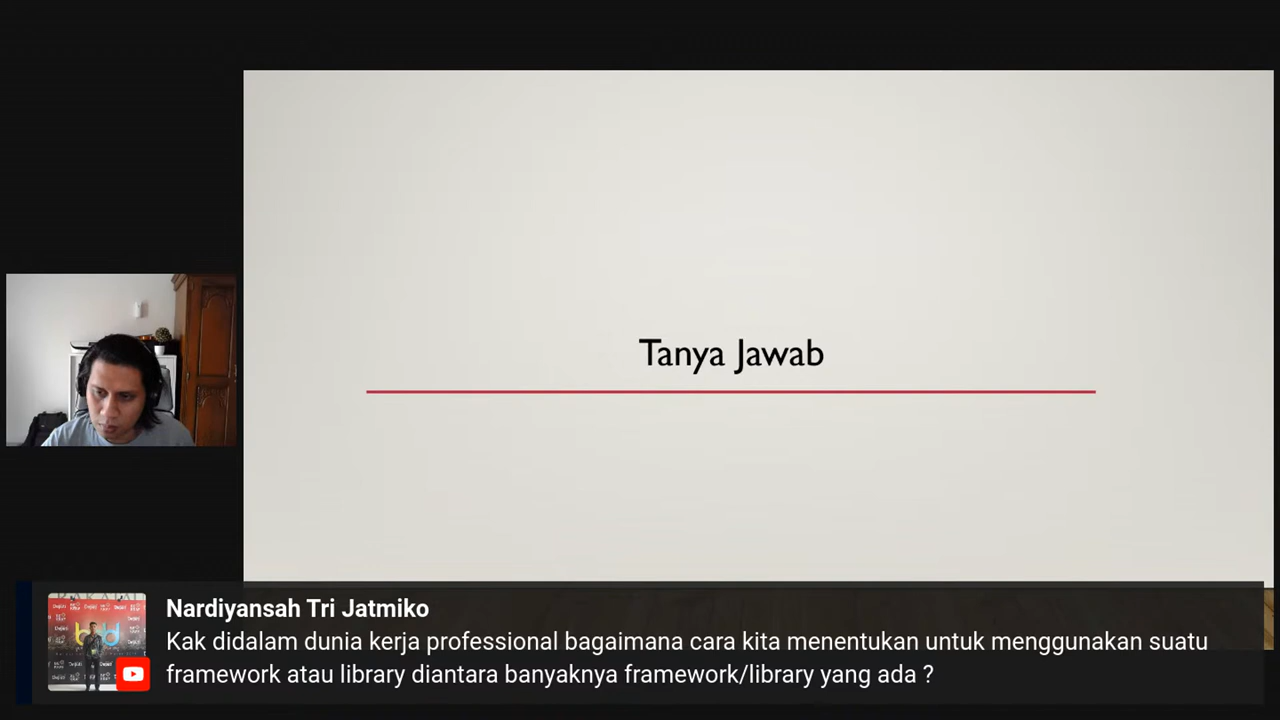 Tanya Jawab
Nardiyansah Tri Jatmiko
Kak didalam dunia kerja professional bagaimana cara kita menentukan untuk menggunakan suatu
framework atau library diantara banyaknya framework/library yang ada ?